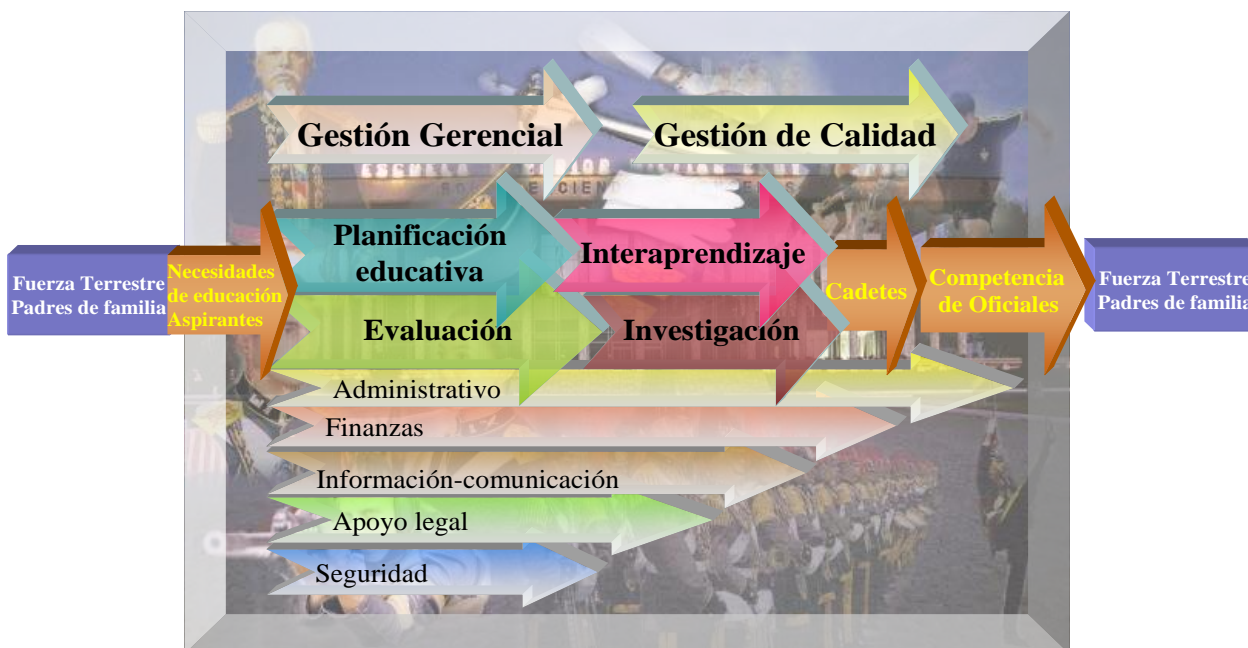 Gestión Gerencial
Gestión de Calidad
Fuerza Terrestre
Padres de familia
Necesidades
de educación
Aspirantes
Planificación
educativa
Interaprendizaje
Evaluación
Investigación
Cadetes
Competencia
de Oficiales
Fuerza Terrestre
Padres de familia
Administrativo
Finanzas
Información-comunicación
Apoyo legal
Seguridad